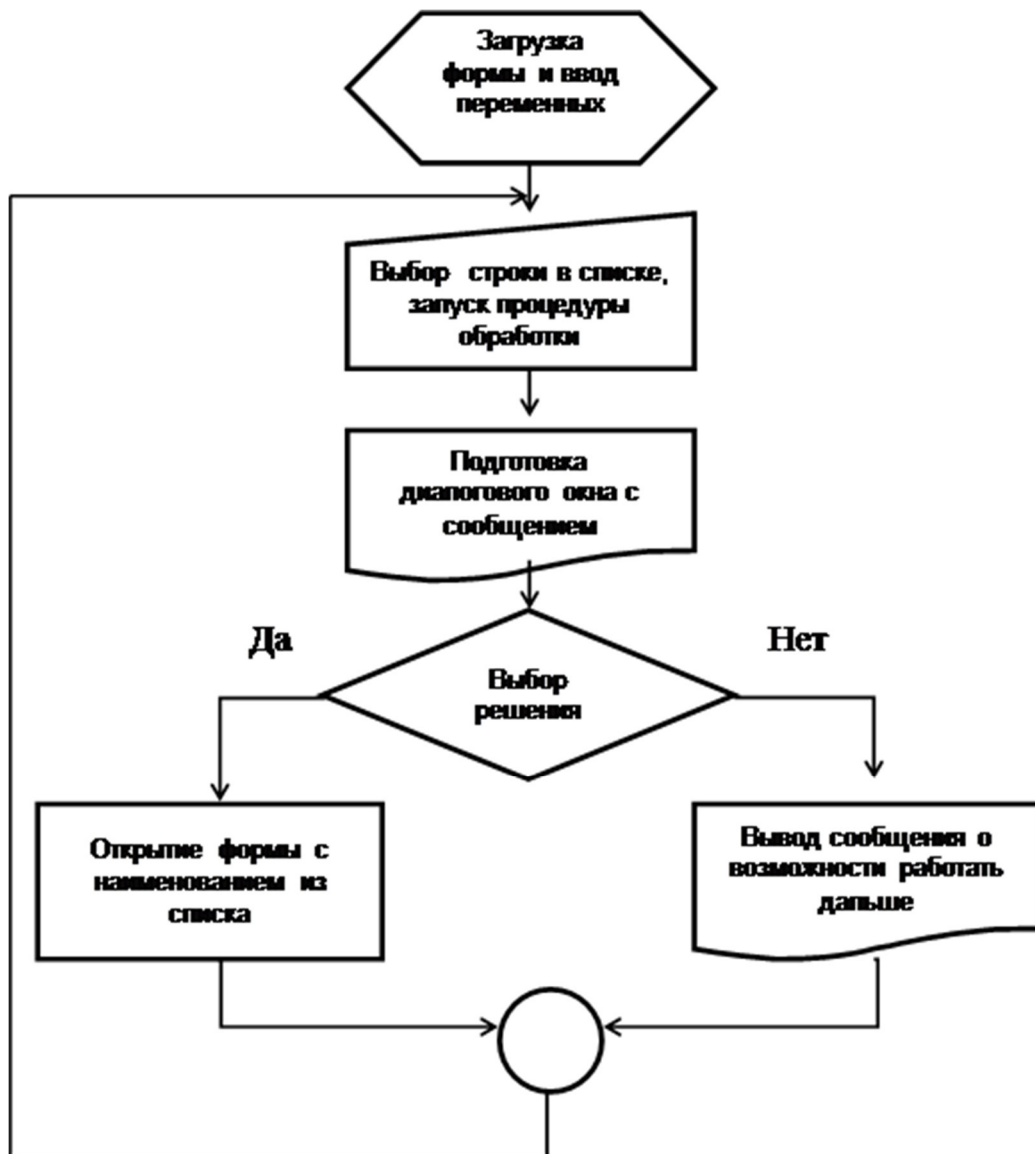 Загрузка
формы и ввод
переменных
Выбор строки в списке,
запуск процедуры
обработки
Подготовка
диалогового окна с
сообщением
Да
Нет
Выбор
решения
Открытие формы с
наименованием из
списка
Вывод сообщения о
возможности работать
дальше